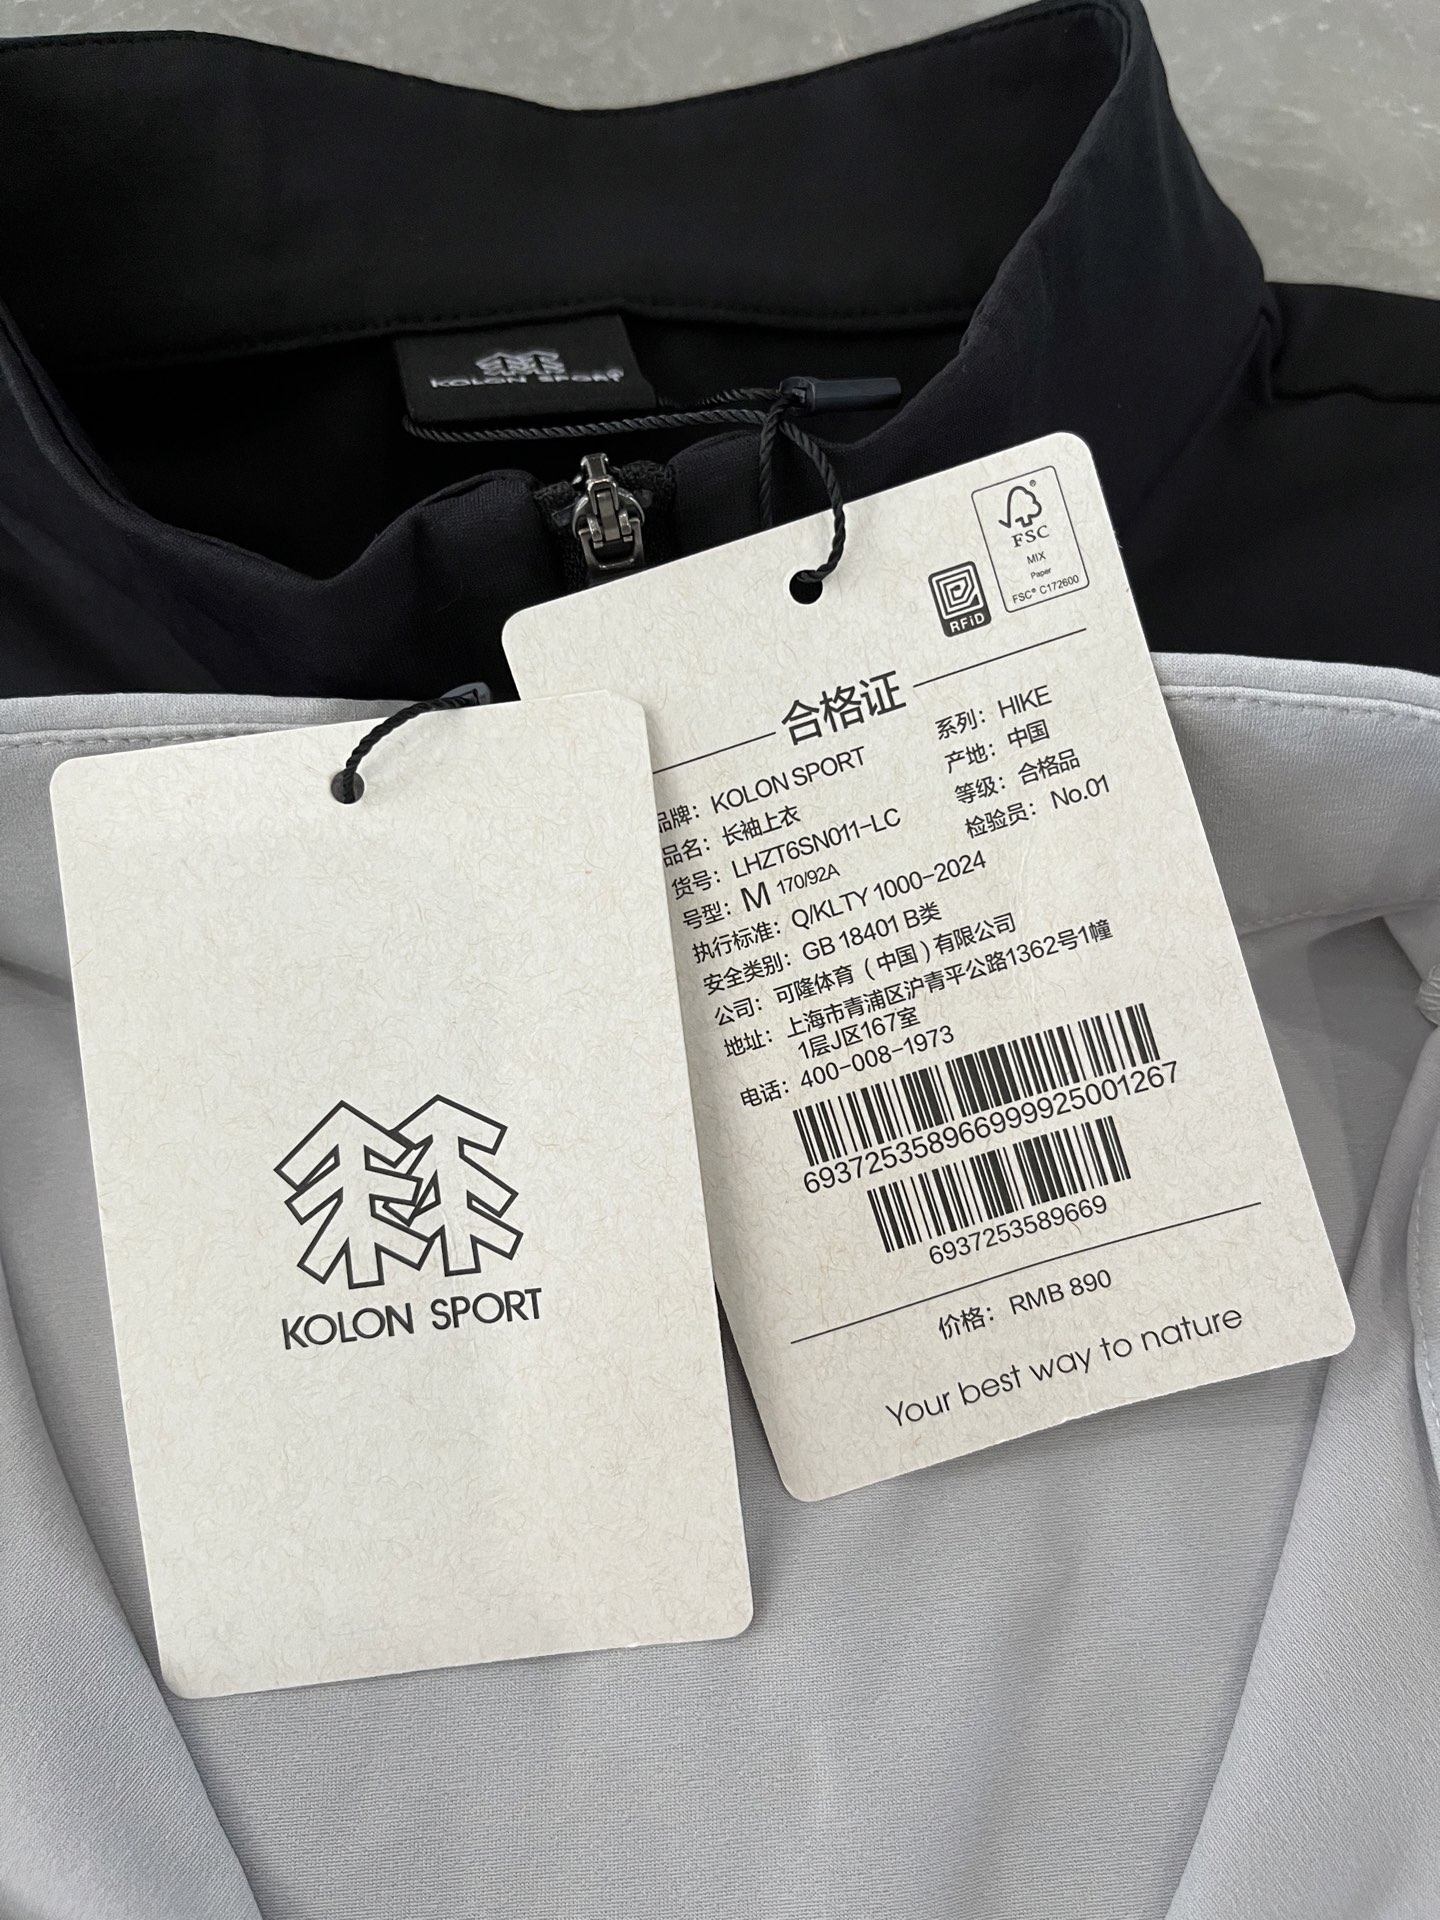 KOLON SPORT
FSC
MIX
Paper
FSC® C172600
RFiD
合格证
品牌：KOLON SPORT
系列：HIKE
品名：长袖上衣
产地：中国
货号：LHZT6SN011-LC
等级：合格品
号型：M 170/92A
检验员：No.01
执行标准：Q/KLTY 1000-2024
安全类别：GB 18401 B类
公司：可隆体育（中国）有限公司
地址：上海市青浦区沪青平公路1362号1幢
1层J区167室
电话：400-008-1973
6937253589669999925001267
6937253589669
价格：RMB 890
Your best way to nature
KOLON SPORT